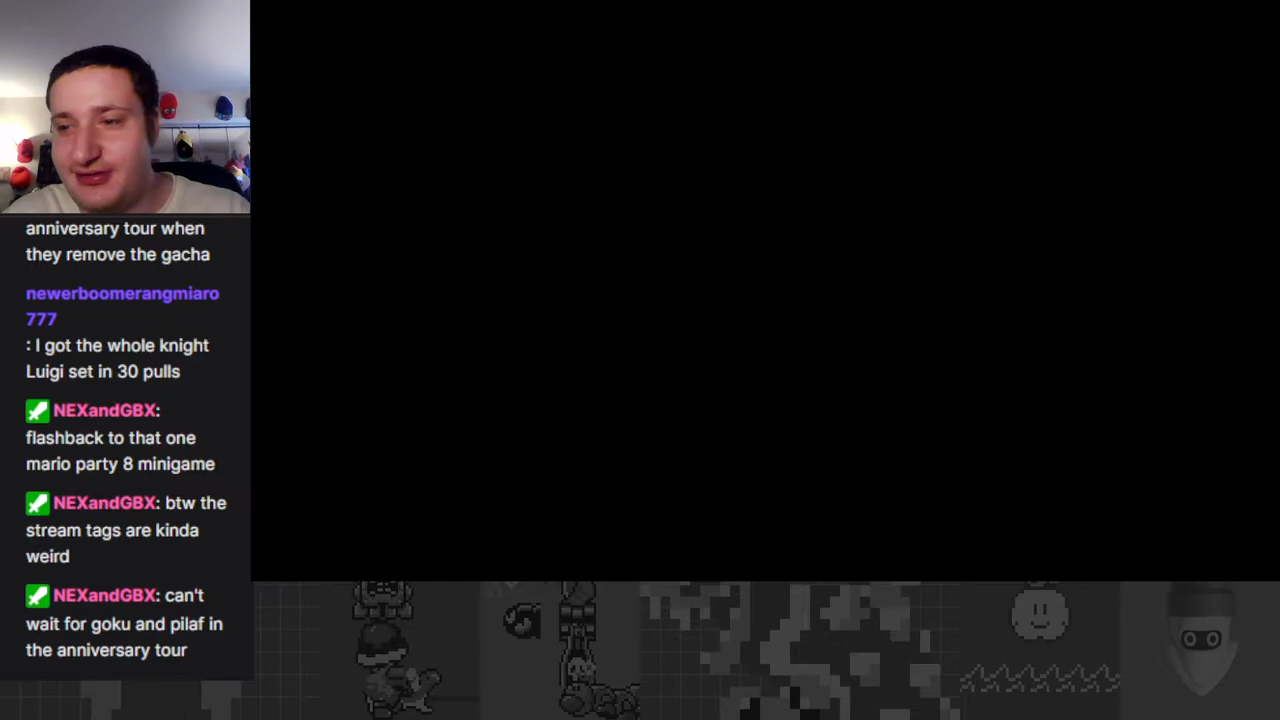 anniversary tour when
they remove the gacha
newerboomerangmiaro
777
: I got the whole knight
Luigi set in 30 pulls
NEXandGBX:
flashback to that one
mario party 8 minigame
NEXandGBX: btw the
stream tags are kinda
weird
NEXandGBX: can't
wait for goku and pilaf in
the anniversary tour